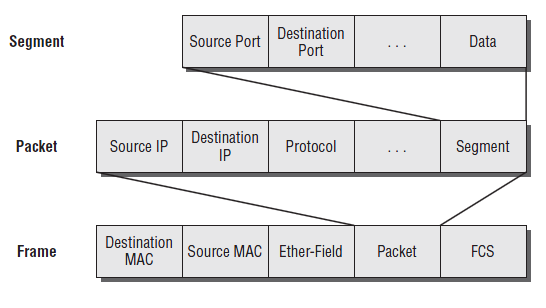 Segment
Source Port
Destination
Port
. . .
Data
Packet
Source IP
Destination
IP
Protocol
. . .
Segment
Frame
Destination
MAC
Source MAC
Ether-Field
Packet
FCS